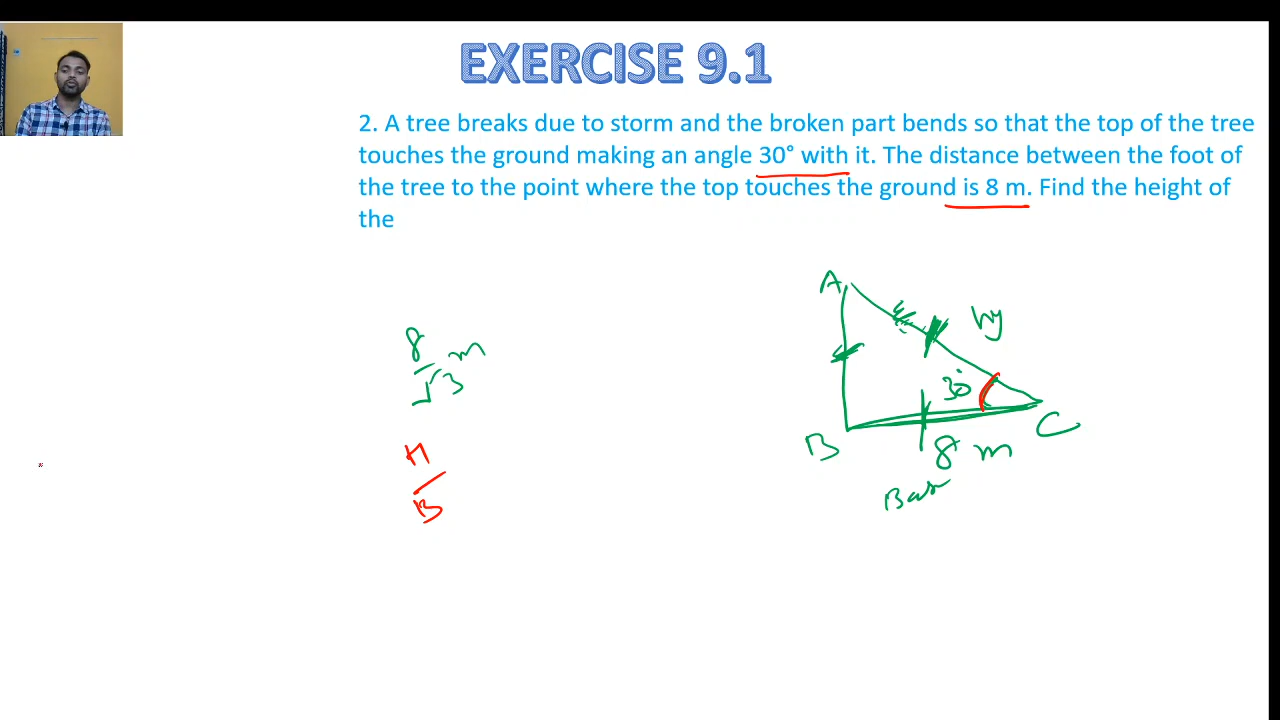 EXERCISE 9.1
2. A tree breaks due to storm and the broken part bends so that the top of the tree
touches the ground making an angle 30° with it. The distance between the foot of
the tree to the point where the top touches the ground is 8 m. Find the height of
the
A
hy
8/√3 m
30°
H/B
B
C
8 m
Base